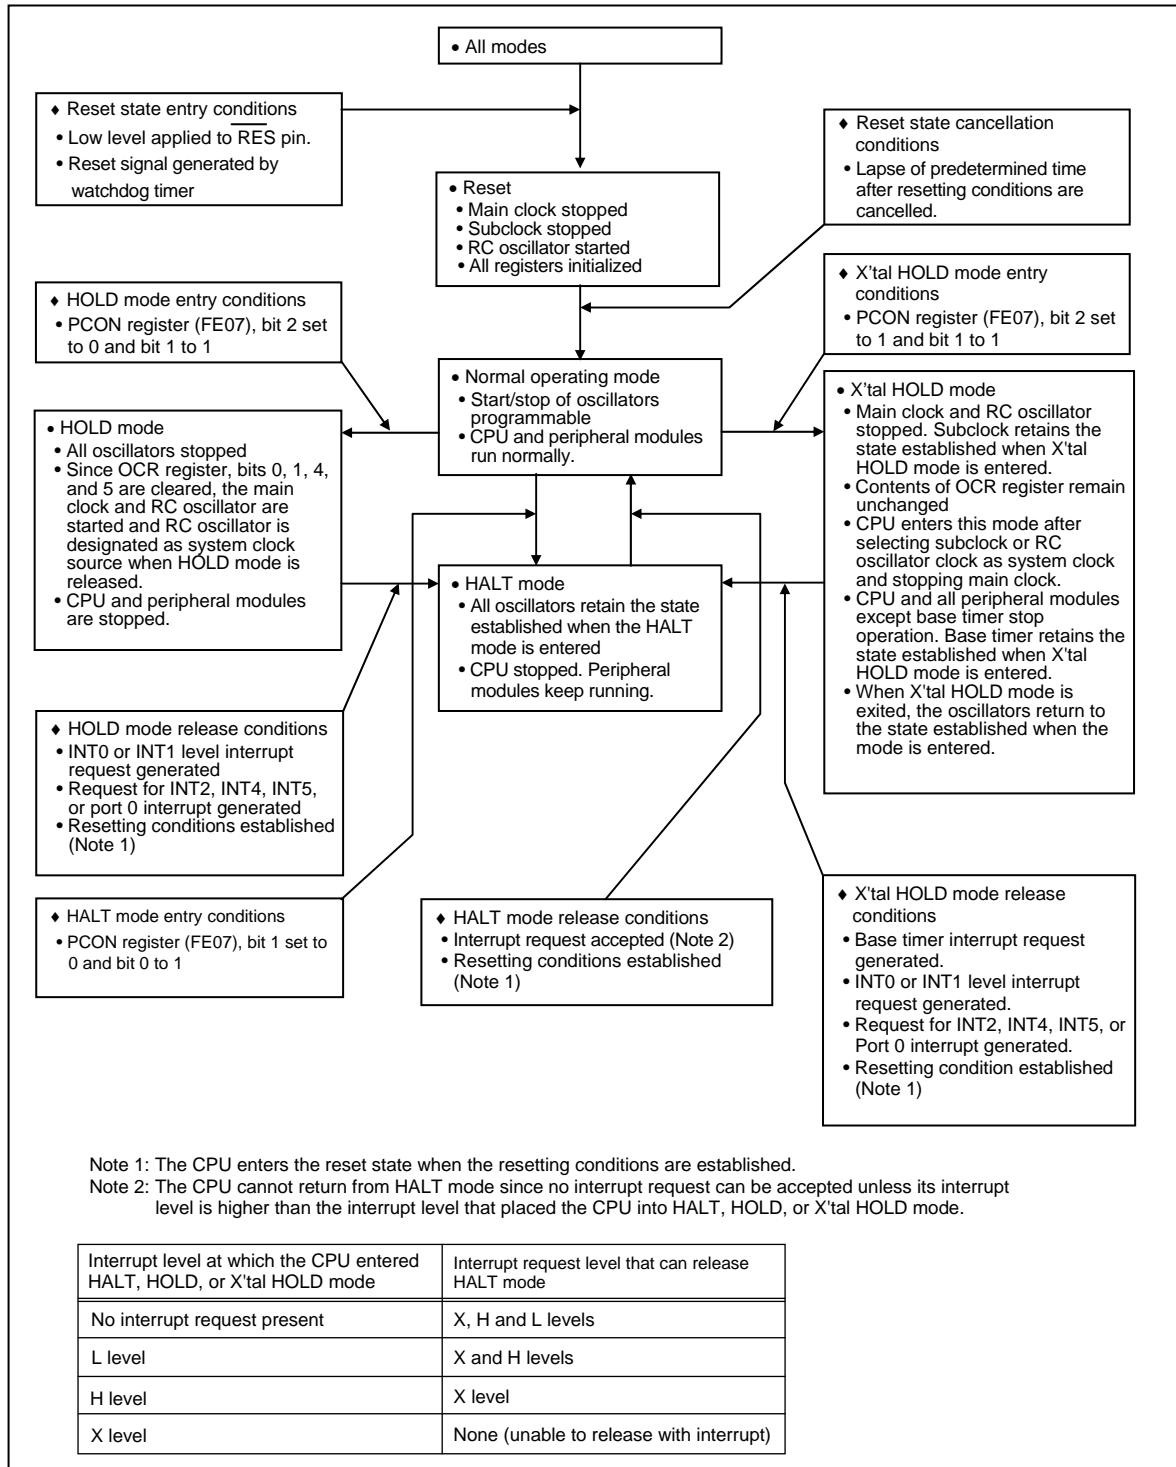 • All modes
♦ Reset state entry conditions
• Low level applied to RES pin.
• Reset signal generated by
watchdog timer
♦ Reset state cancellation
conditions
• Lapse of predetermined time
after resetting conditions are
cancelled.
• Reset
• Main clock stopped
• Subclock stopped
• RC oscillator started
• All registers initialized
♦ HOLD mode entry conditions
• PCON register (FE07), bit 2 set
to 0 and bit 1 to 1
♦ X'tal HOLD mode entry
conditions
• PCON register (FE07), bit 2 set
to 1 and bit 1 to 1
• Normal operating mode
• Start/stop of oscillators
programmable
• CPU and peripheral modules
run normally.
• HOLD mode
• All oscillators stopped
• Since OCR register, bits 0, 1, 4,
and 5 are cleared, the main
clock and RC oscillator are
started and RC oscillator is
designated as system clock
source when HOLD mode is
released.
• CPU and peripheral modules
are stopped.
• X'tal HOLD mode
• Main clock and RC oscillator
stopped. Subclock retains the
state established when X'tal
HOLD mode is entered.
• Contents of OCR register remain
unchanged
• CPU enters this mode after
selecting subclock or RC
oscillator clock as system clock
and stopping main clock.
• CPU and all peripheral modules
except base timer stop
operation. Base timer retains the
state established when X'tal
HOLD mode is entered.
• When X'tal HOLD mode is
exited, the oscillators return to
the state established when the
mode is entered.
• HALT mode
• All oscillators retain the state
established when the HALT
mode is entered
• CPU stopped. Peripheral
modules keep running.
♦ HOLD mode release conditions
• INT0 or INT1 level interrupt
request generated
• Request for INT2, INT4, INT5,
or port 0 interrupt generated
• Resetting conditions established
(Note 1)
♦ HALT mode entry conditions
• PCON register (FE07), bit 1 set to
0 and bit 0 to 1
♦ HALT mode release conditions
• Interrupt request accepted (Note 2)
• Resetting conditions established
(Note 1)
♦ X'tal HOLD mode release
conditions
• Base timer interrupt request
generated.
• INT0 or INT1 level interrupt
request generated.
• Request for INT2, INT4, INT5, or
Port 0 interrupt generated.
• Resetting condition established
(Note 1)
Note 1: The CPU enters the reset state when the resetting conditions are established.
Note 2: The CPU cannot return from HALT mode since no interrupt request can be accepted unless its interrupt
level is higher than the interrupt level that placed the CPU into HALT, HOLD, or X'tal HOLD mode.
Interrupt level at which the CPU entered
HALT, HOLD, or X'tal HOLD mode
Interrupt request level that can release
HALT mode
No interrupt request present
X, H and L levels
L level
X and H levels
H level
X level
X level
None (unable to release with interrupt)